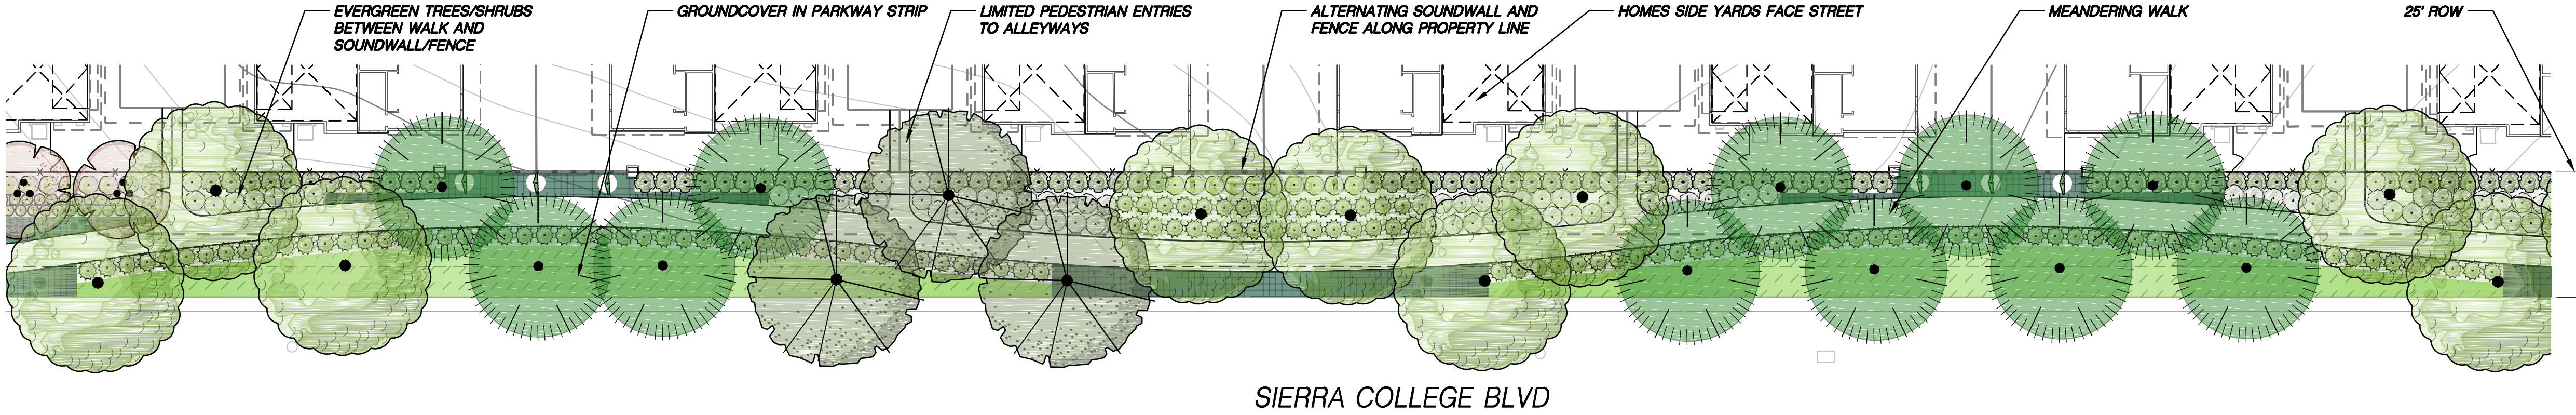 EVERGREEN TREES/SHRUBS
BETWEEN WALK AND
SOUNDWALL/FENCE
GROUNDCOVER IN PARKWAY STRIP
LIMITED PEDESTRIAN ENTRIES
TO ALLEYWAYS
ALTERNATING SOUNDWALL AND
FENCE ALONG PROPERTY LINE
HOMES SIDE YARDS FACE STREET
MEANDERING WALK
25' ROW
SIERRA COLLEGE BLVD